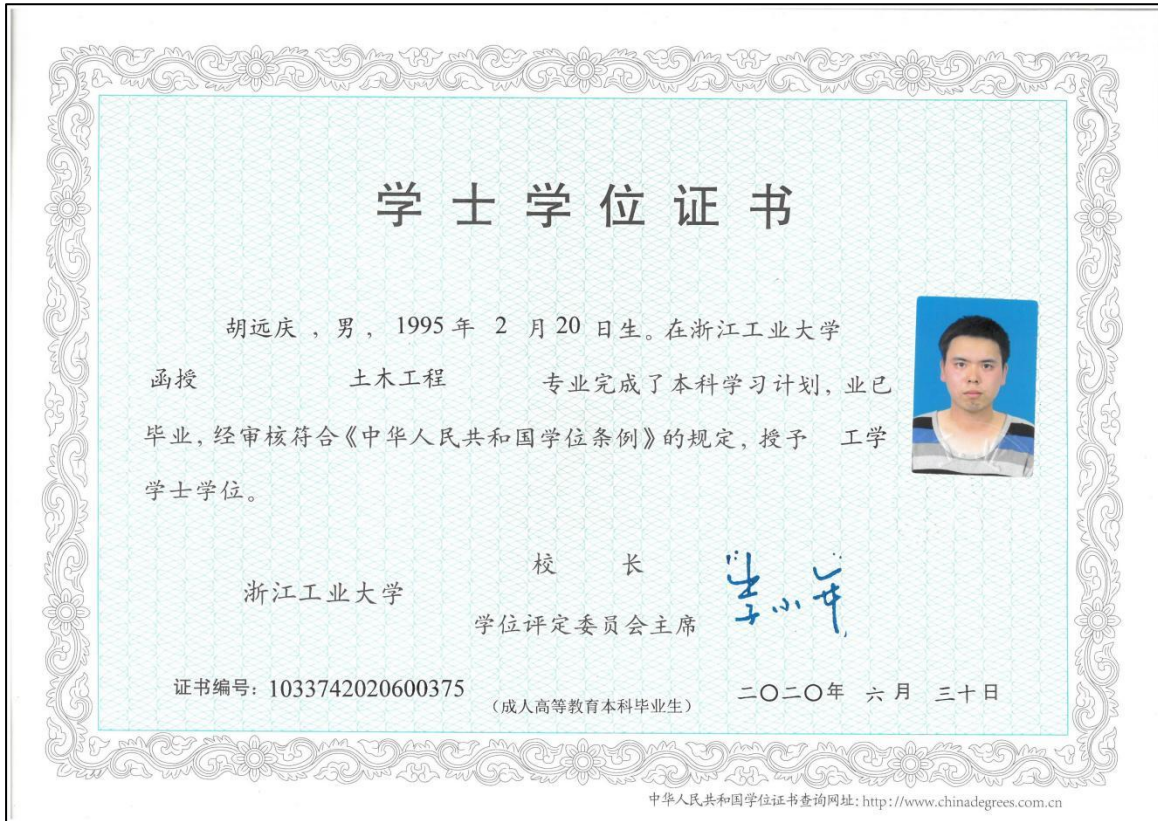 学士学位证书
胡远庆 ，男， 1995 年 2 月 20 日生。在浙江工业大学
函授 土木工程 专业完成了本科学习计划，业已
毕业，经审核符合《中华人民共和国学位条例》的规定，授予 工学
学士学位。
校 长
浙江工业大学
学位评定委员会主席
证书编号：1033742020600375
（成人高等教育本科毕业生）
二〇二〇年 六月 三十日
中华人民共和国学位证书查询网址：http://www.chinadegrees.com.cn